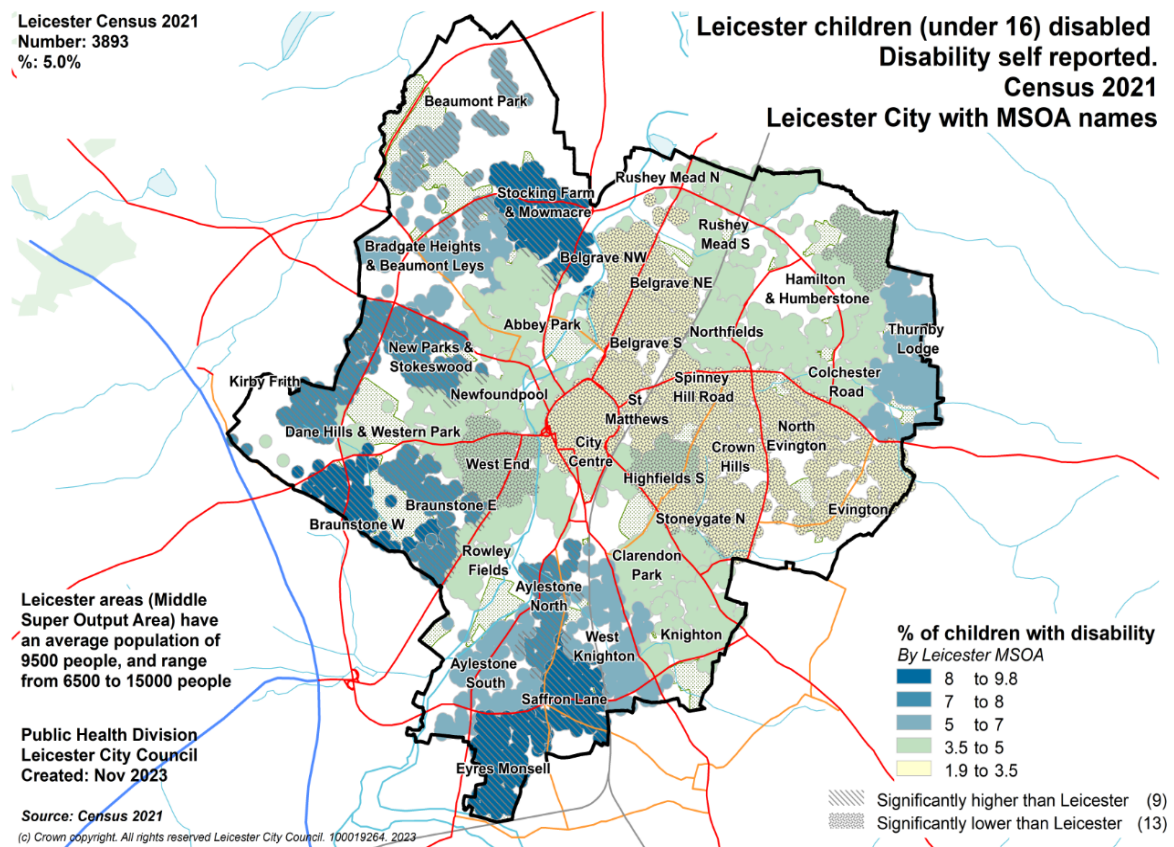 Leicester Census 2021
Number: 3893
%: 5.0%
Leicester children (under 16) disabled
Disability self reported.
Census 2021
Leicester City with MSOA names
Beaumont Park
Stocking Farm
& Mowmacre
Rushey Mead N
Rushey
Mead S
Bradgate Heights
& Beaumont Leys
Belgrave NW
Belgrave NE
Hamilton
& Humberstone
Abbey Park
Northfields
Thurnby
Lodge
Belgrave S
New Parks &
Stokeswood
Kirby Frith
Newfoundpool
Spinney
Hill Road
Colchester
Road
St
Matthews
Dane Hills & Western Park
North
Evington
City
Centre
Crown
Hills
West End
Highfields S
Braunstone E
Braunstone W
Stoneygate N
Evington
Rowley
Fields
Clarendon
Park
Aylestone
North
West
Knighton
Knighton
Aylestone
South
Saffron Lane
Eyres Monsell
Leicester areas (Middle
Super Output Area) have
an average population of
9500 people, and range
from 6500 to 15000 people
Public Health Division
Leicester City Council
Created: Nov 2023
Source: Census 2021
(c) Crown copyright. All rights reserved Leicester City Council. 100019264. 2023
% of children with disability
By Leicester MSOA
8 to 9.8
7 to 8
5 to 7
3.5 to 5
1.9 to 3.5
Significantly higher than Leicester (9)
Significantly lower than Leicester (13)